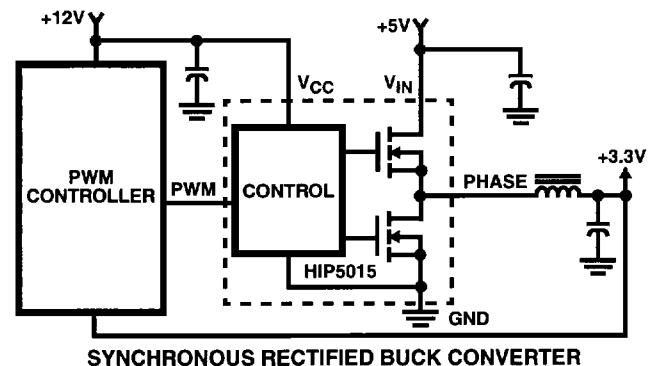 +12V
+5V
VCC
VIN
+3.3V
PWM
CONTROLLER
PWM
CONTROL
PHASE
HIP5015
GND
SYNCHRONOUS RECTIFIED BUCK CONVERTER